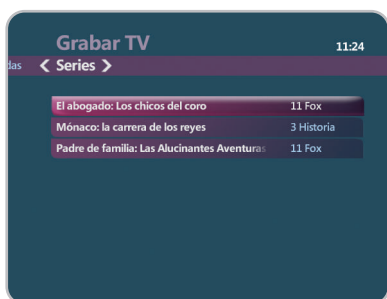 Grabar TV
11:24
das < Series >
El abogado: Los chicos del coro 11 Fox
Mónaco: la carrera de los reyes 3 Historia
Padre de familia: Las Alucinantes Aventuras 11 Fox